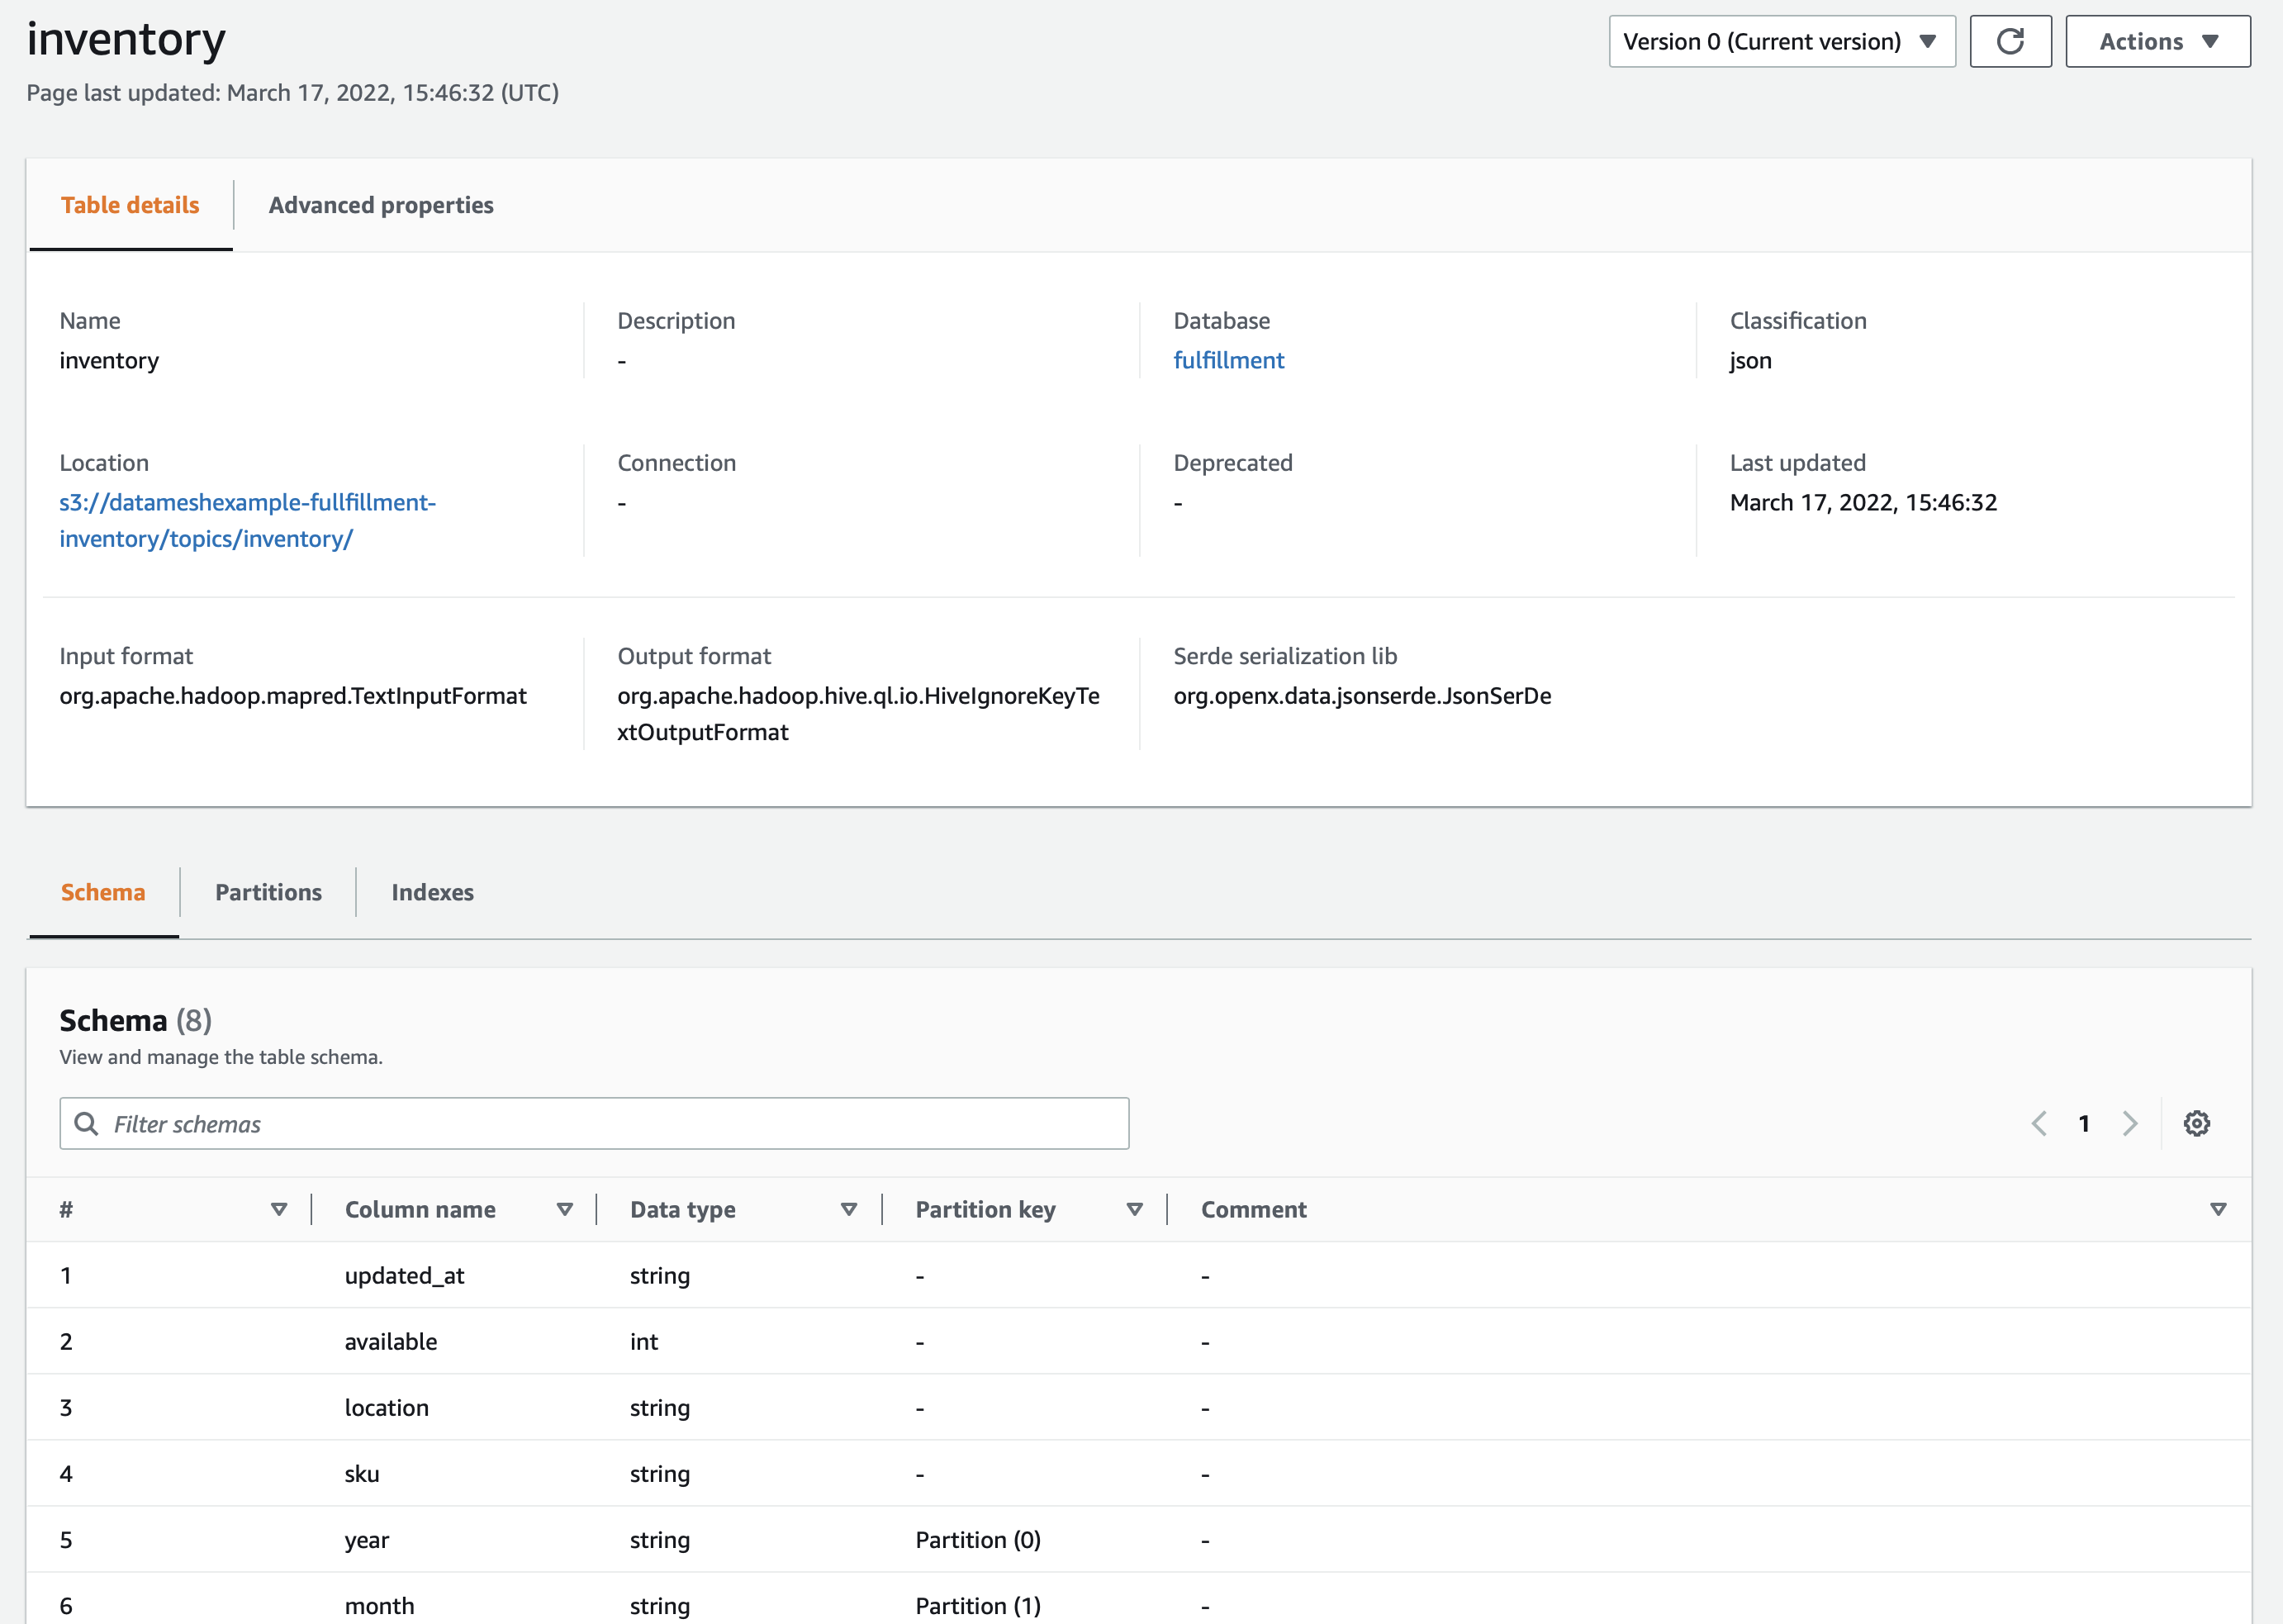 inventory
Version 0 (Current version)
Actions
Page last updated: March 17, 2022, 15:46:32 (UTC)
Table details
Advanced properties
Name
inventory
Description
-
Database
fulfillment
Classification
json
Location
s3://datameshexample-fullfillment-
inventory/topics/inventory/
Connection
-
Deprecated
-
Last updated
March 17, 2022, 15:46:32
Input format
org.apache.hadoop.mapred.TextInputFormat
Output format
org.apache.hadoop.hive.ql.io.HiveIgnoreKeyTe
xtOutputFormat
Serde serialization lib
org.openx.data.jsonserde.JsonSerDe
Schema
Partitions
Indexes
Schema (8)
View and manage the table schema.
Filter schemas
1
# Column name Data type Partition key Comment
1 updated_at string - -
2 available int - -
3 location string - -
4 sku string - -
5 year string Partition (0) -
6 month string Partition (1) -